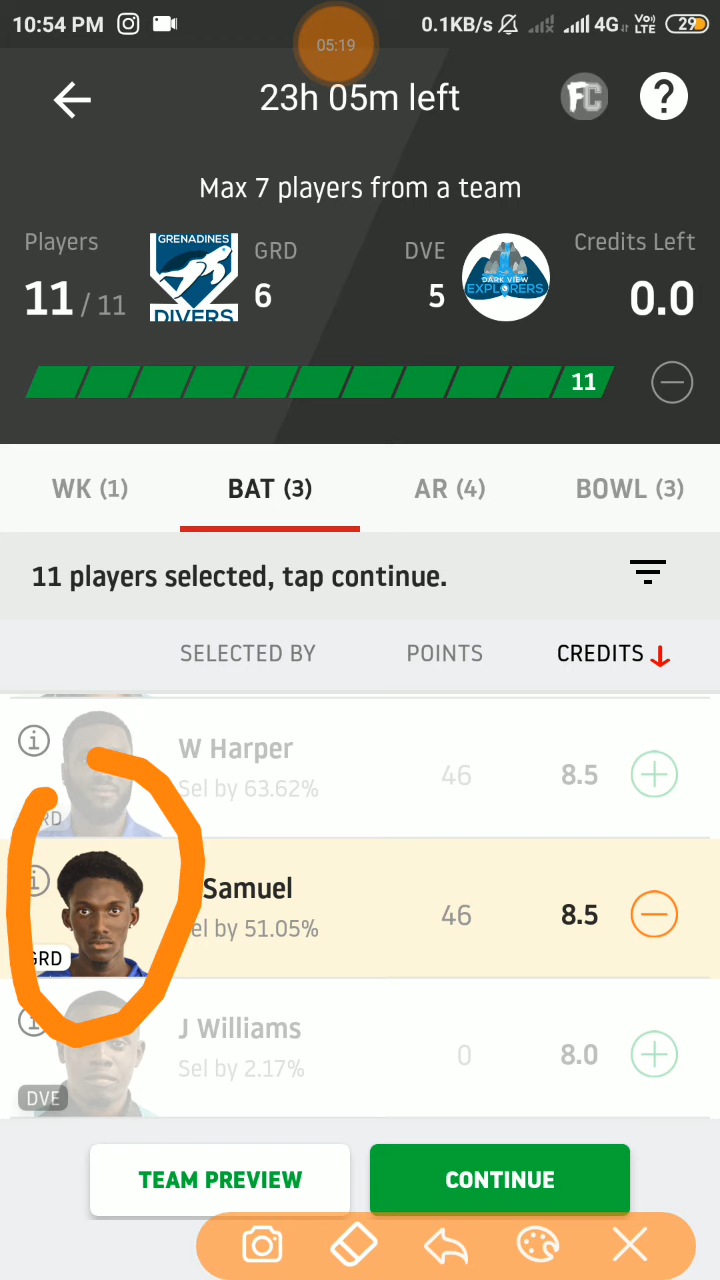 10:54 PM
0.1KB/s 4G Vo)) LTE 29
05:19
23h 05m left
FC ?
Max 7 players from a team
Players
11 / 11
GRENADINES
DIVERS
GRD
6
DVE
5
DARK VIEW
EXPLORERS
Credits Left
0.0
11
WK (1) BAT (3) AR (4) BOWL (3)
11 players selected, tap continue.
SELECTED BY POINTS CREDITS
W Harper
Sel by 63.62% 46 8.5
RD
Samuel
el by 51.05% 46 8.5
GRD
J Williams
Sel by 2.17% 0 8.0
DVE
TEAM PREVIEW CONTINUE